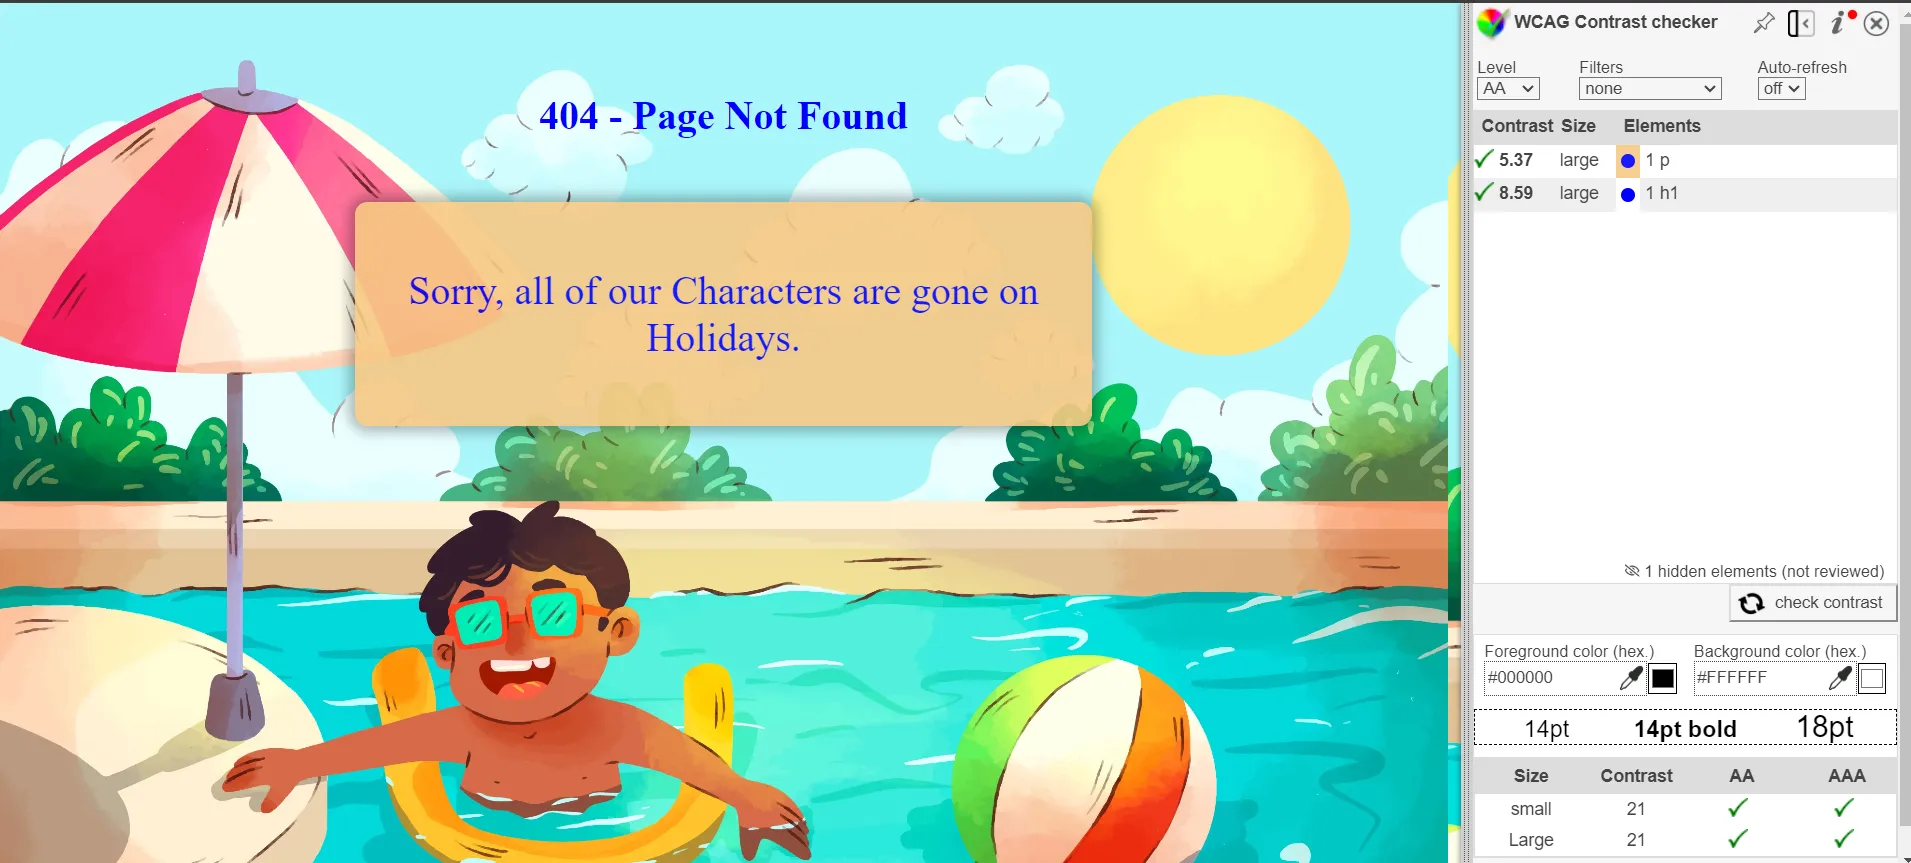 404 - Page Not Found
Sorry, all of our Characters are gone on
Holidays.
WCAG Contrast checker
Level Filters Auto-refresh
AA none off
Contrast Size Elements
5.37 large 1 p
8.59 large 1 h1
1 hidden elements (not reviewed)
check contrast
Foreground color (hex.) Background color (hex.)
#000000 #FFFFFF
14pt 14pt bold 18pt
Size Contrast AA AAA
small 21
Large 21